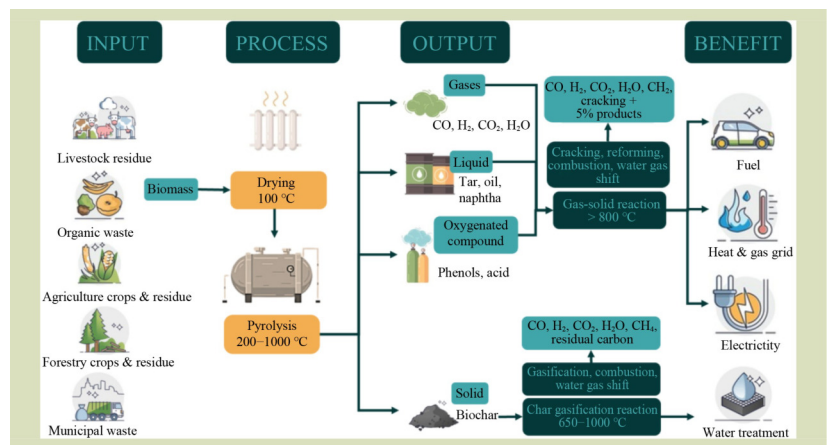 INPUT
PROCESS
OUTPUT
BENEFIT
Livestock residue
Organic waste
Agriculture crops & residue
Forestry crops & residue
Municipal waste
Biomass
Drying
100 °C
Pyrolysis
200−1000 °C
Gases
CO, H₂, CO₂, H₂O
Liquid
Tar, oil,
naphtha
Oxygenated
compound
Phenols, acid
Solid
Biochar
CO, H₂, CO₂, H₂O, CH₂,
cracking +
5% products
Cracking, reforming,
combustion, water gas
shift
Gas-solid reaction
> 800 °C
CO, H₂, CO₂, H₂O, CH₄,
residual carbon
Gasification, combustion,
water gas shift
Char gasification reaction
650−1000 °C
Fuel
Heat & gas grid
Electrictity
Water treatment